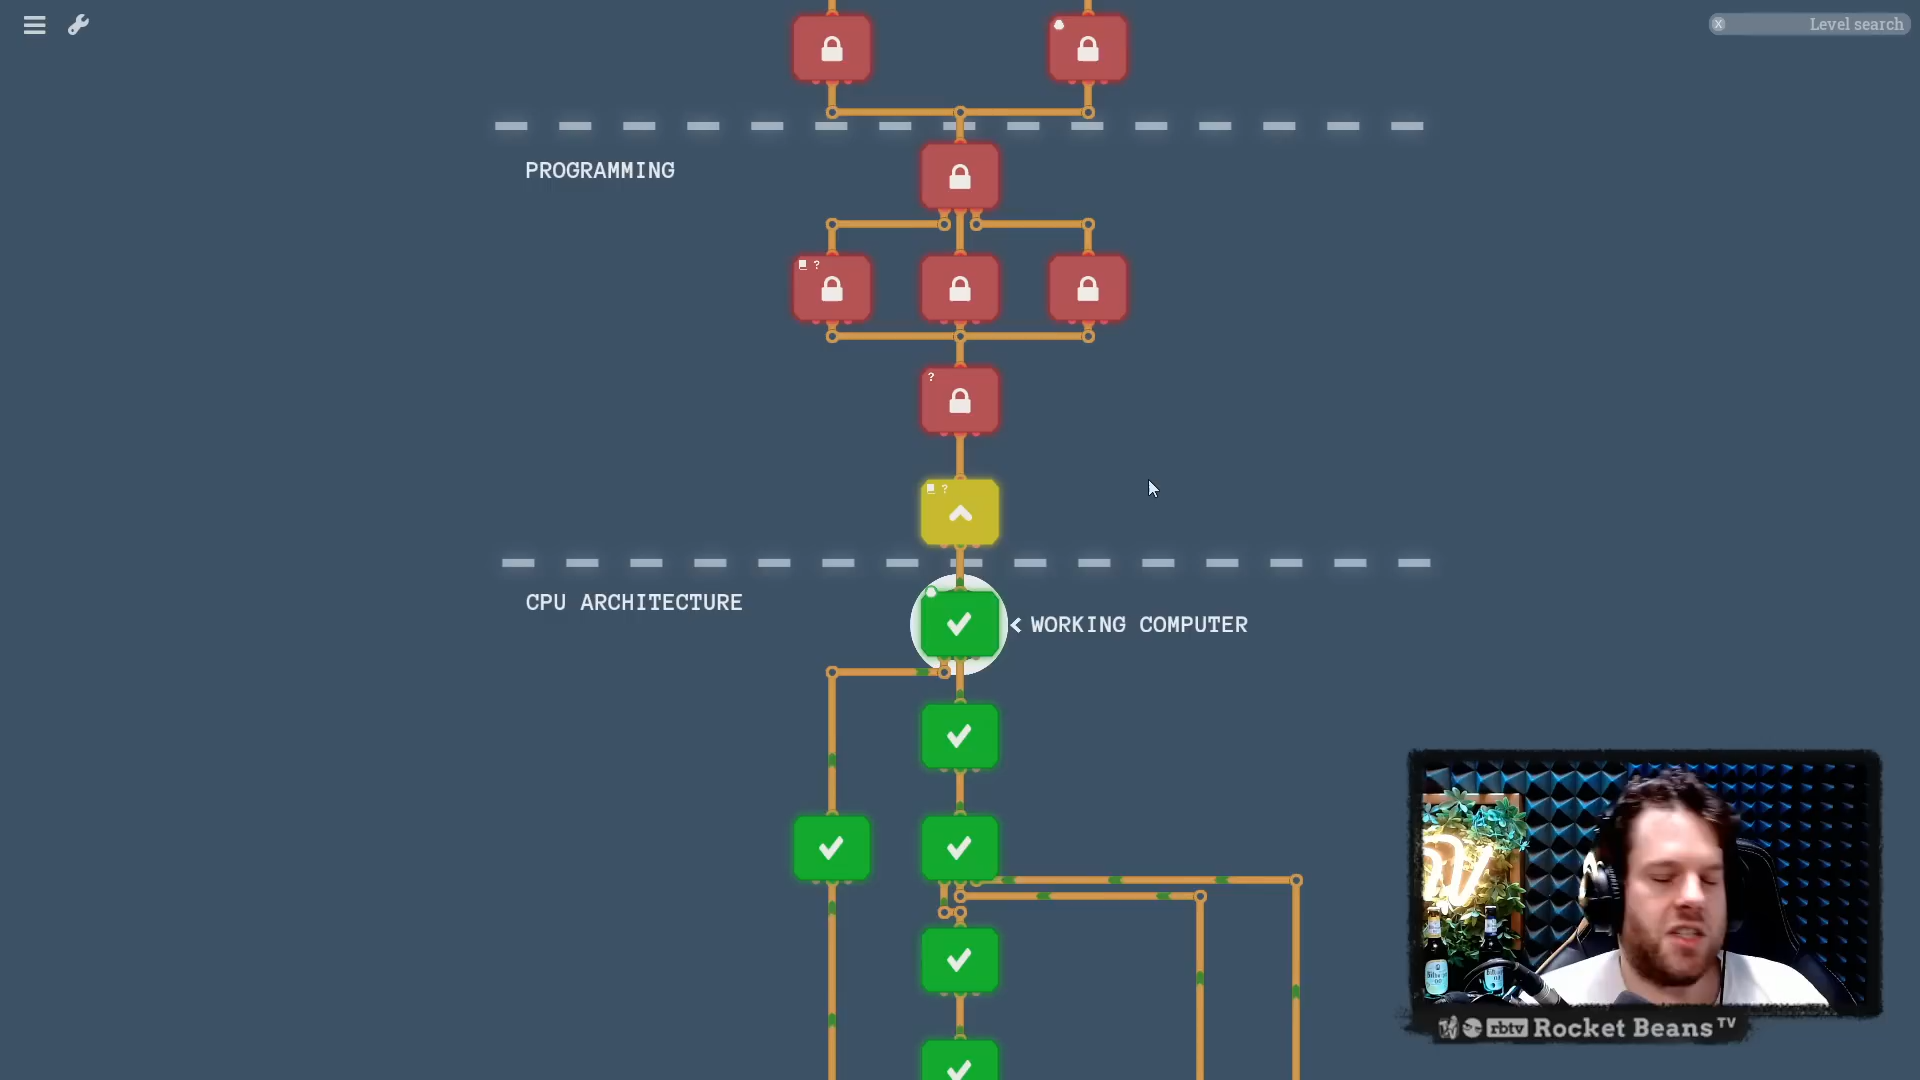 Level search
PROGRAMMING
?
?
?
CPU ARCHITECTURE
< WORKING COMPUTER
rbtv Rocket Beans TV